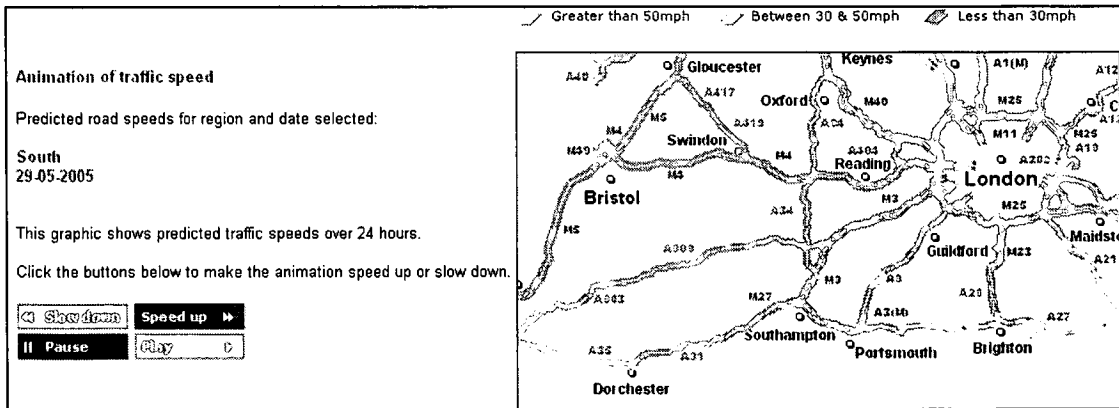 Greater than 50mph Between 30 & 50mph Less than 30mph
Animation of traffic speed
Predicted road speeds for region and date selected:
South
29-05-2005
This graphic shows predicted traffic speeds over 24 hours.
Click the buttons below to make the animation speed up or slow down.
Slow down Speed up
Pause Play
A40 Gloucester Keynes A1(M) A12
A417 Oxford M40 M25
M5 A419 A34 M11 M25
M4 Swindon A404 A10
M49 M4 Reading A202
M4 London
Bristol M3 M25
A34
M5 Guildford M23
A303 M3 A3 A21
A303 M27 A3(M) A27
Southampton
A35 A31 Portsmouth Brighton
Dorchester